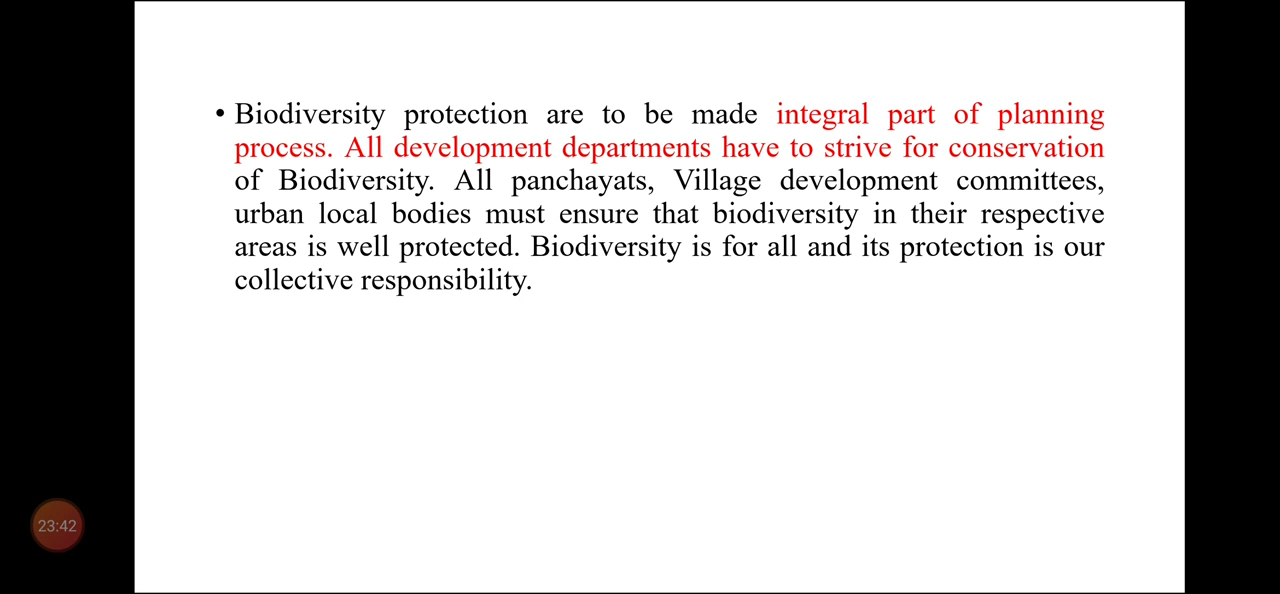 • Biodiversity protection are to be made integral part of planning
process. All development departments have to strive for conservation
of Biodiversity. All panchayats, Village development committees,
urban local bodies must ensure that biodiversity in their respective
areas is well protected. Biodiversity is for all and its protection is our
collective responsibility.
23:42